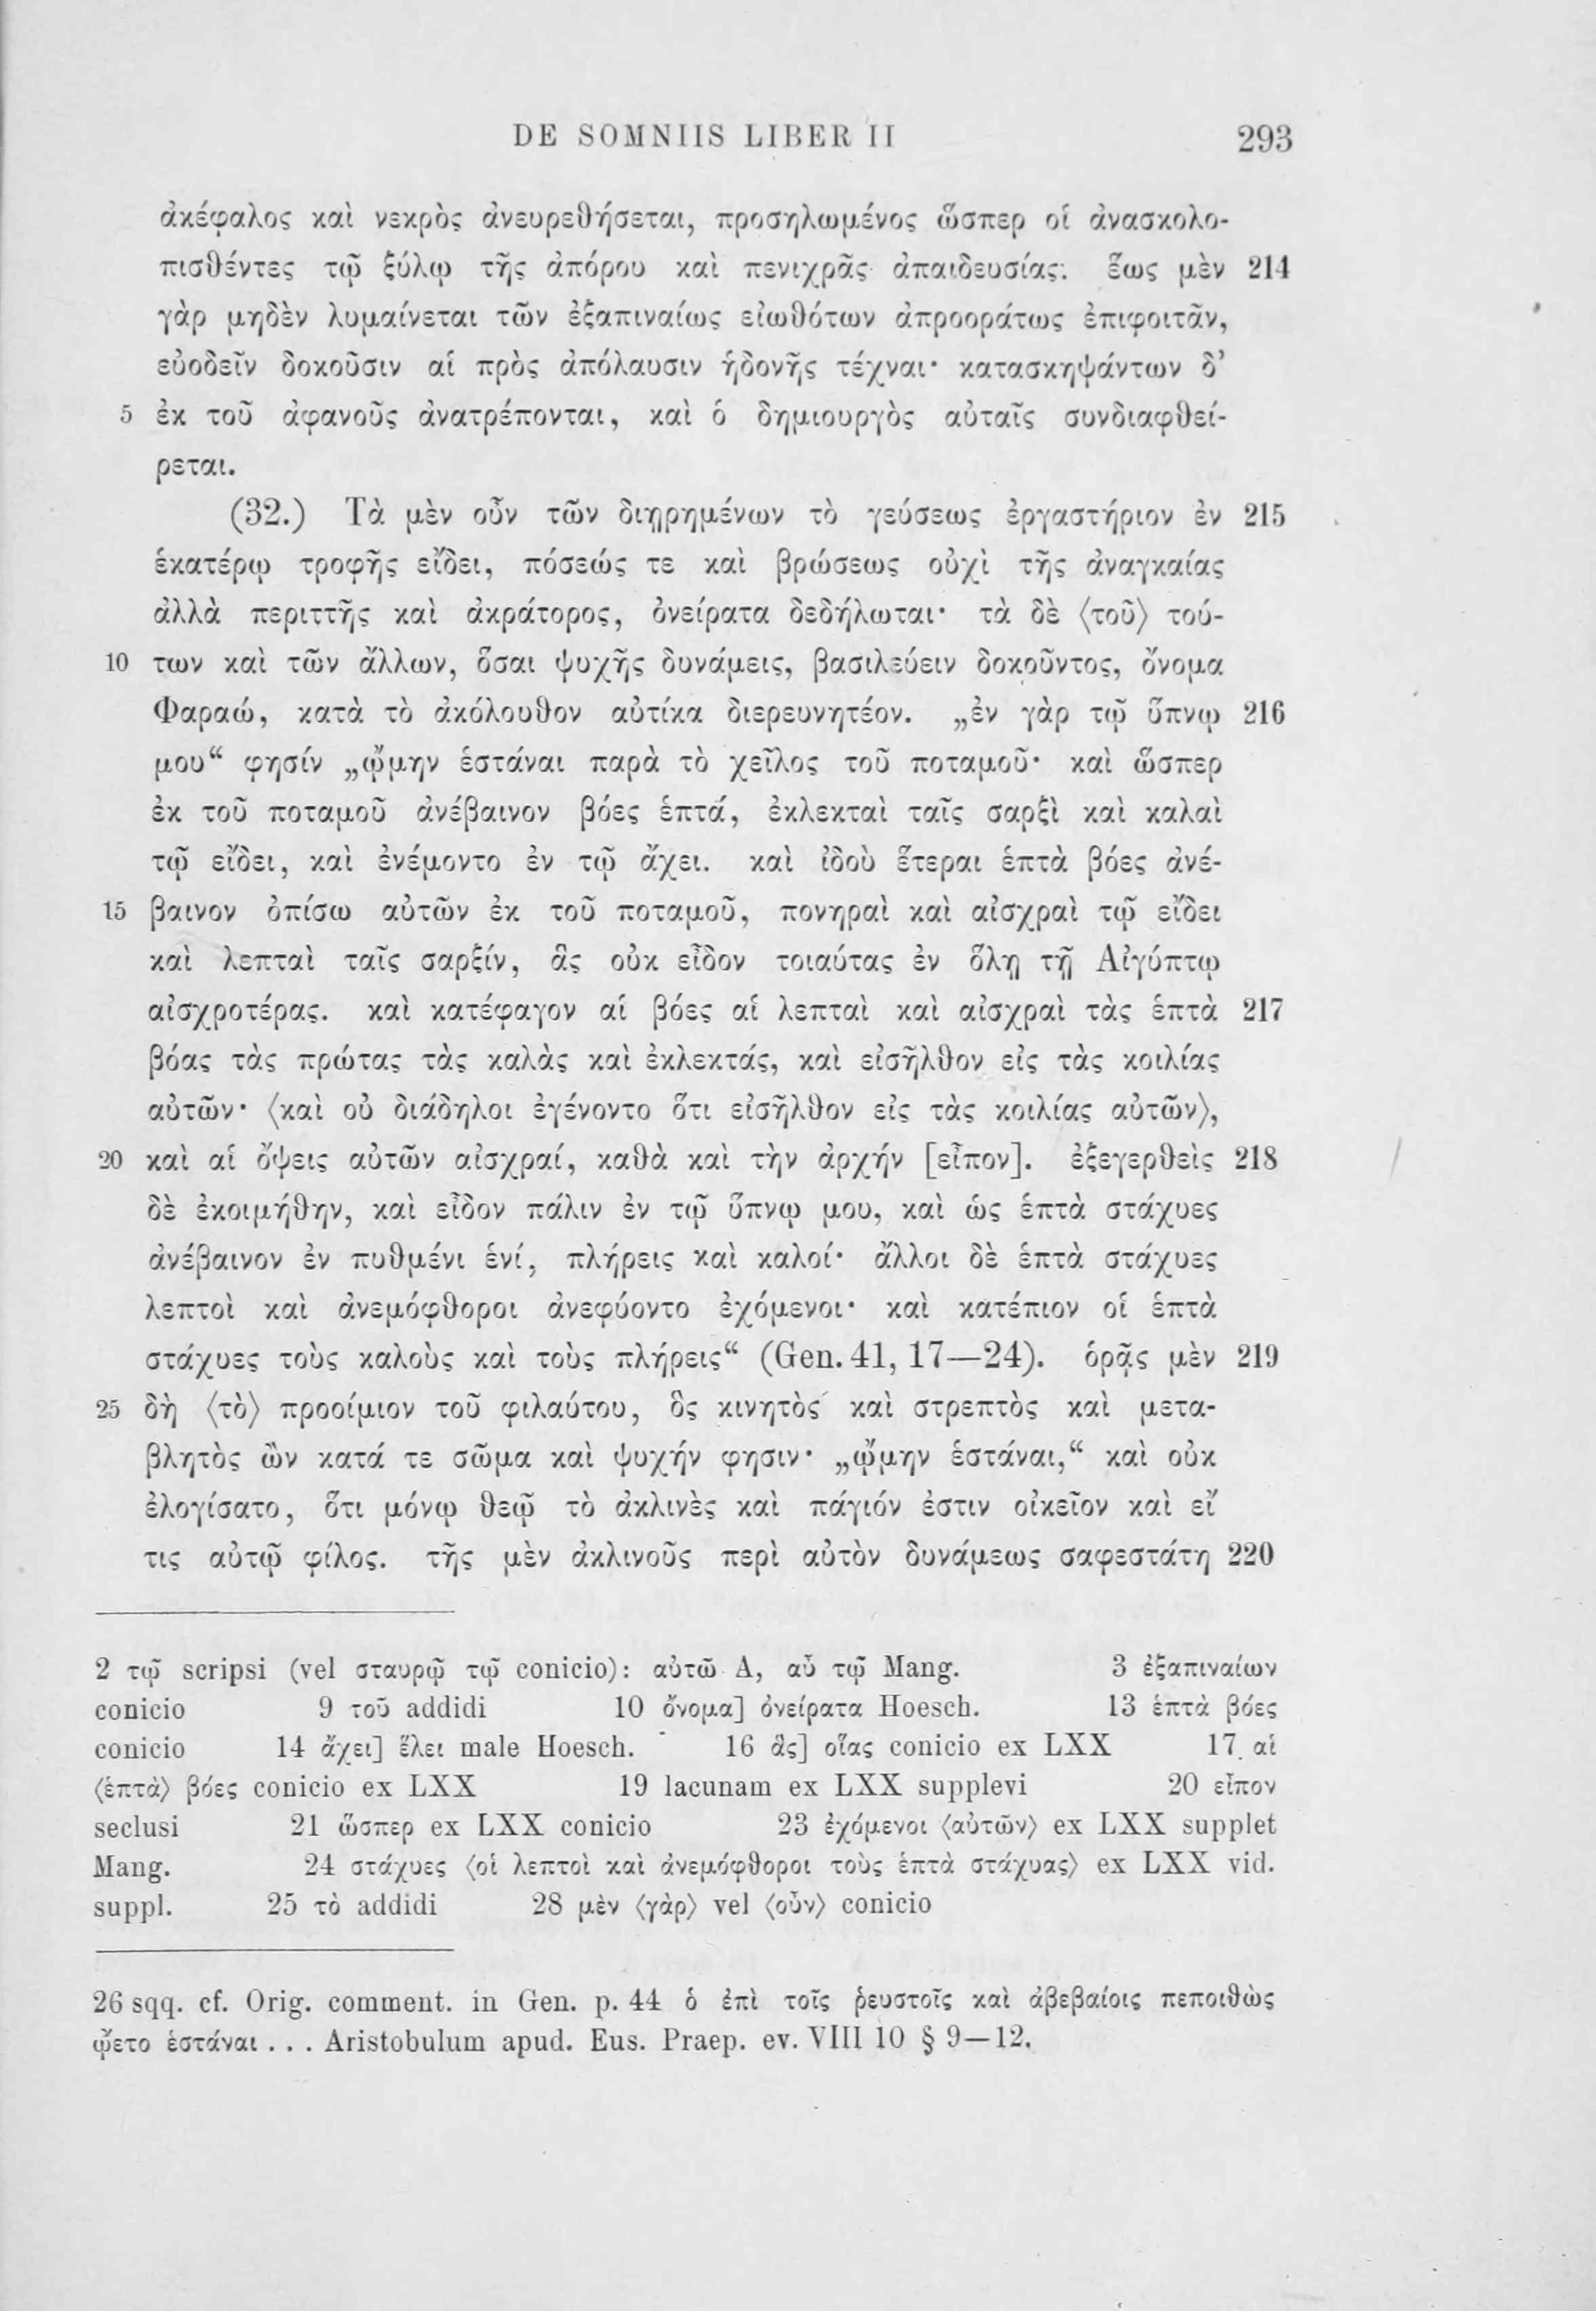 DE SOMNIIS LIBER II 293
ἀκέφαλος καὶ νεκρὸς ἀνευρεθήσεται, προσηλωμένος ὥσπερ οἱ ἀνασκολο-
πισθέντες τῷ ξύλῳ τῆς ἀπόρου καὶ πενιχρᾶς ἀπαιδευσίας. ἕως μὲν 214
γὰρ μηδὲν λυμαίνεται τῶν ἐξαπιναίως εἰωθότων ἀπροοράτως ἐπιφοιτᾶν,
εὐοδεῖν δοκοῦσιν αἱ πρὸς ἀπόλαυσιν ἡδονῆς τέχναι· κατασκηψάντων δ’
5 ἐκ τοῦ ἀφανοῦς ἀνατρέπονται, καὶ ὁ δημιουργὸς αὐταῖς συνδιαφθεί-
ρεται.
(32.) Τὰ μὲν οὖν τῶν διῃρημένων τὸ γεύσεως ἐργαστήριον ἐν 215
ἑκατέρῳ τροφῆς εἴδει, πόσεώς τε καὶ βρώσεως οὐχὶ τῆς ἀναγκαίας
ἀλλὰ περιττῆς καὶ ἀκράτορος, ὀνείρατα δεδήλωται· τὰ δὲ ⟨τοῦ⟩ τού-
10 των καὶ τῶν ἄλλων, ὅσαι ψυχῆς δυνάμεις, βασιλεύειν δοκοῦντος, ὄνομα
Φαραώ, κατὰ τὸ ἀκόλουθον αὐτίκα διερευνητέον. „ἐν γὰρ τῷ ὕπνῳ 216
μου“ φησίν „ᾤμην ἑστάναι παρὰ τὸ χεῖλος τοῦ ποταμοῦ· καὶ ὥσπερ
ἐκ τοῦ ποταμοῦ ἀνέβαινον βόες ἑπτά, ἐκλεκταὶ ταῖς σαρξὶ καὶ καλαὶ
τῷ εἴδει, καὶ ἐνέμοντο ἐν τῷ ἄχει. καὶ ἰδοὺ ἕτεραι ἑπτὰ βόες ἀνέ-
15 βαινον ὀπίσω αὐτῶν ἐκ τοῦ ποταμοῦ, πονηραὶ καὶ αἰσχραὶ τῷ εἴδει
καὶ λεπταὶ ταῖς σαρξίν, ἃς οὐκ εἶδον τοιαύτας ἐν ὅλῃ τῇ Αἰγύπτῳ
αἰσχροτέρας. καὶ κατέφαγον αἱ βόες αἱ λεπταὶ καὶ αἰσχραὶ τὰς ἑπτὰ 217
βόας τὰς πρώτας τὰς καλὰς καὶ ἐκλεκτάς, καὶ εἰσῆλθον εἰς τὰς κοιλίας
αὐτῶν· ⟨καὶ οὐ διάδηλοι ἐγένοντο ὅτι εἰσῆλθον εἰς τὰς κοιλίας αὐτῶν⟩,
20 καὶ αἱ ὄψεις αὐτῶν αἰσχραί, καθὰ καὶ τὴν ἀρχήν [εἶπον]. ἐξεγερθεὶς 218
δὲ ἐκοιμήθην, καὶ εἶδον πάλιν ἐν τῷ ὕπνῳ μου, καὶ ὡς ἑπτὰ στάχυες
ἀνέβαινον ἐν πυθμένι ἑνί, πλήρεις καὶ καλοί· ἄλλοι δὲ ἑπτὰ στάχυες
λεπτοὶ καὶ ἀνεμόφθοροι ἀνεφύοντο ἐχόμενοι· καὶ κατέπιον οἱ ἑπτὰ
στάχυες τοὺς καλοὺς καὶ τοὺς πλήρεις“ (Gen. 41, 17—24). ὁρᾷς μὲν 219
25 δὴ ⟨τὸ⟩ προοίμιον τοῦ φιλαύτου, ὃς κινητὸς καὶ στρεπτὸς καὶ μετα-
βλητὸς ὢν κατά τε σῶμα καὶ ψυχήν φησιν· „ᾤμην ἑστάναι,“ καὶ οὐκ
ἐλογίσατο, ὅτι μόνῳ θεῷ τὸ ἀκλινὲς καὶ πάγιόν ἐστιν οἰκεῖον καὶ εἴ
τις αὐτῷ φίλος. τῆς μὲν ἀκλινοῦς περὶ αὐτὸν δυνάμεως σαφεστάτη 220
2 τῷ scripsi (vel σταυρῷ τῷ conicio): αὐτῶ A, αὖ τῷ Mang. 3 ἐξαπιναίων
conicio 9 τοῦ addidi 10 ὄνομα] ὀνείρατα Hoesch. 13 ἑπτὰ βόες
conicio 14 ἄχει] ἕλει male Hoesch. 16 ἃς] οἵας conicio ex LXX 17 αἱ
⟨ἑπτὰ⟩ βόες conicio ex LXX 19 lacunam ex LXX supplevi 20 εἶπον
seclusi 21 ὥσπερ ex LXX conicio 23 ἐχόμενοι ⟨αὐτῶν⟩ ex LXX supplet
Mang. 24 στάχυες ⟨οἱ λεπτοὶ καὶ ἀνεμόφθοροι τοὺς ἑπτὰ στάχυας⟩ ex LXX vid.
suppl. 25 τὸ addidi 28 μὲν ⟨γὰρ⟩ vel ⟨οὖν⟩ conicio
26 sqq. cf. Orig. comment. in Gen. p. 44 ὁ ἐπὶ τοῖς ῥευστοῖς καὶ ἀβεβαίοις πεποιθὼς
ᾤετο ἑστάναι . . . Aristobulum apud. Eus. Praep. ev. VIII 10 § 9—12.